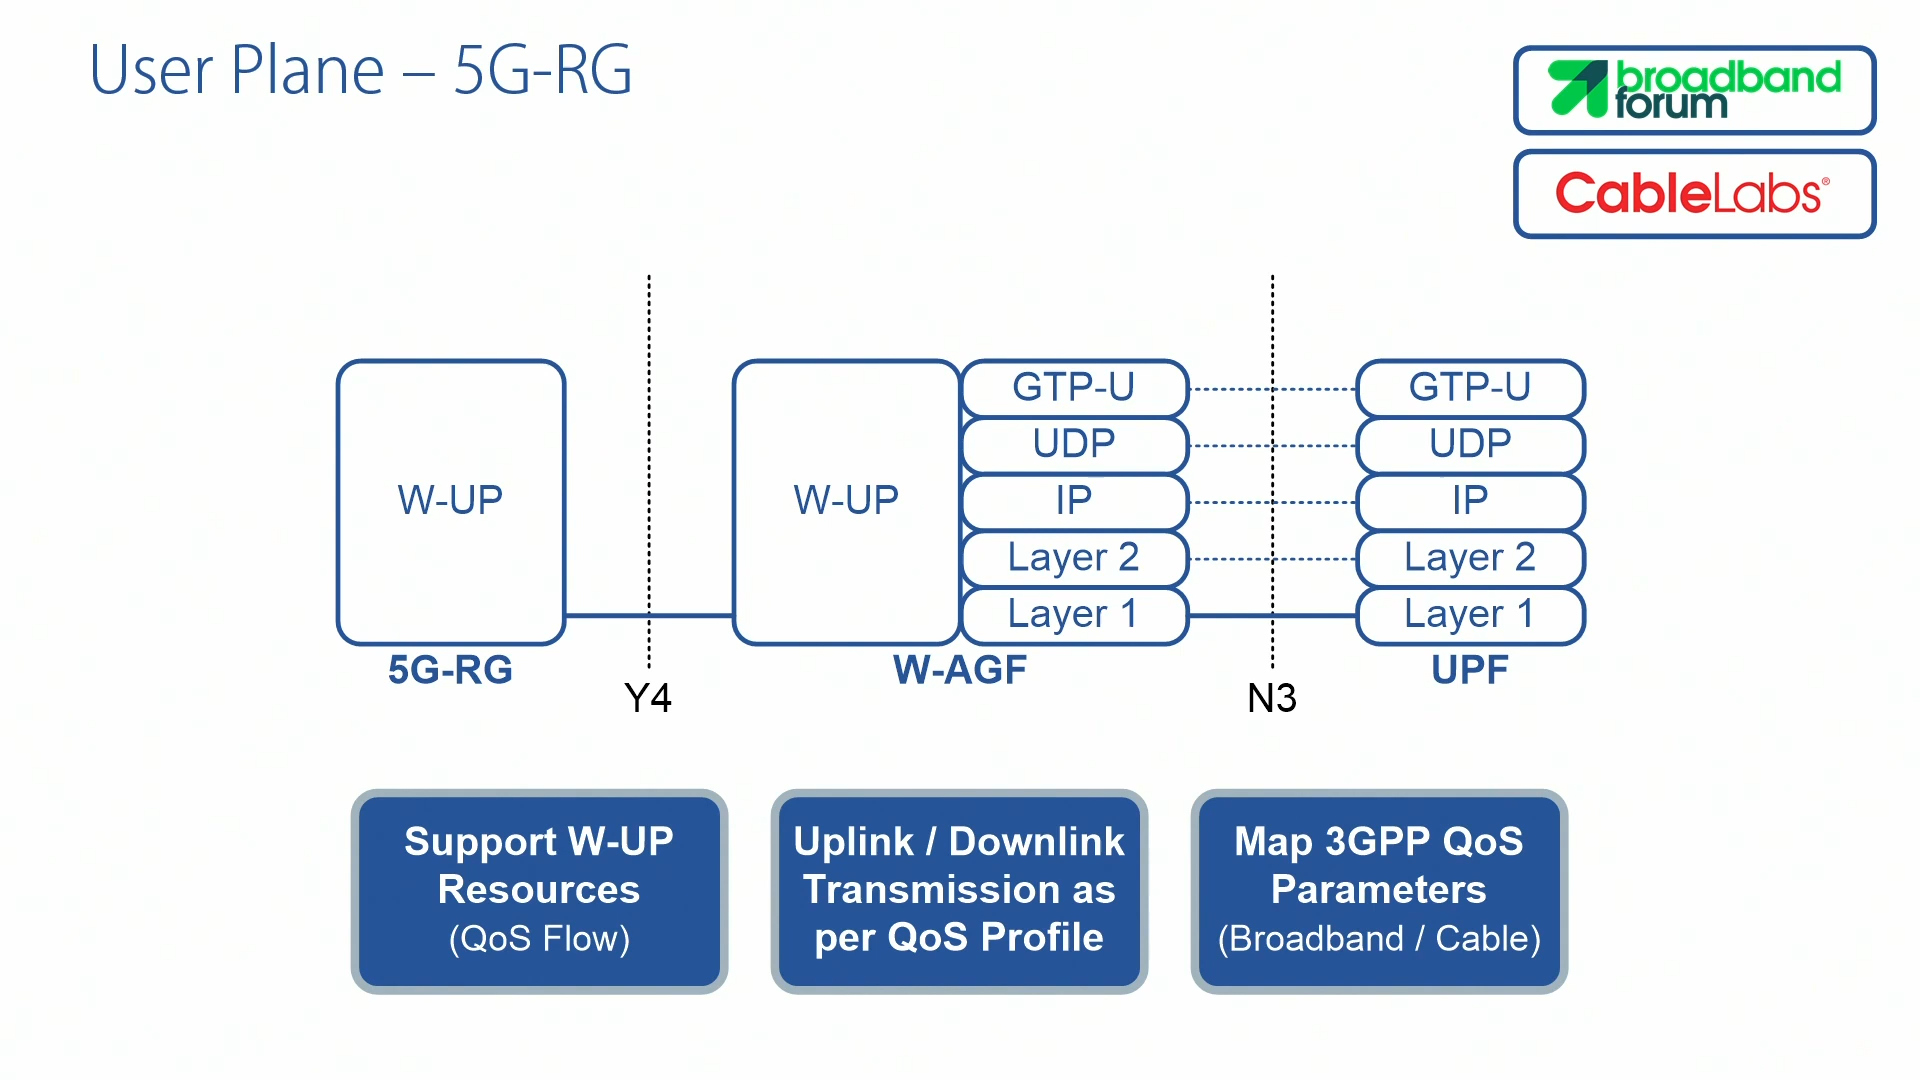 User Plane – 5G-RG
broadband
forum
CableLabs®
W-UP
W-UP
GTP-U
UDP
IP
Layer 2
Layer 1
GTP-U
UDP
IP
Layer 2
Layer 1
5G-RG
Y4
W-AGF
N3
UPF
Support W-UP
Resources
(QoS Flow)
Uplink / Downlink
Transmission as
per QoS Profile
Map 3GPP QoS
Parameters
(Broadband / Cable)